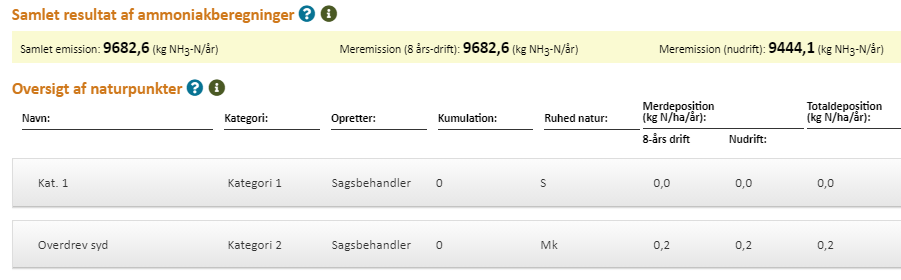 Samlet resultat af ammoniakberegninger ? i
Samlet emission: 9682,6 (kg NH3-N/år) Meremission (8 års-drift): 9682,6 (kg NH3-N/år) Meremission (nudrift): 9444,1 (kg NH3-N/år)
Oversigt af naturpunkter ? i
Navn: Kategori: Opretter: Kumulation: Ruhed natur: Merdeposition (kg N/ha/år): Totaldeposition (kg N/ha/år):
8-års drift Nudrift:
Kat. 1 Kategori 1 Sagsbehandler 0 S 0,0 0,0 0,0
Overdrev syd Kategori 2 Sagsbehandler 0 Mk 0,2 0,2 0,2